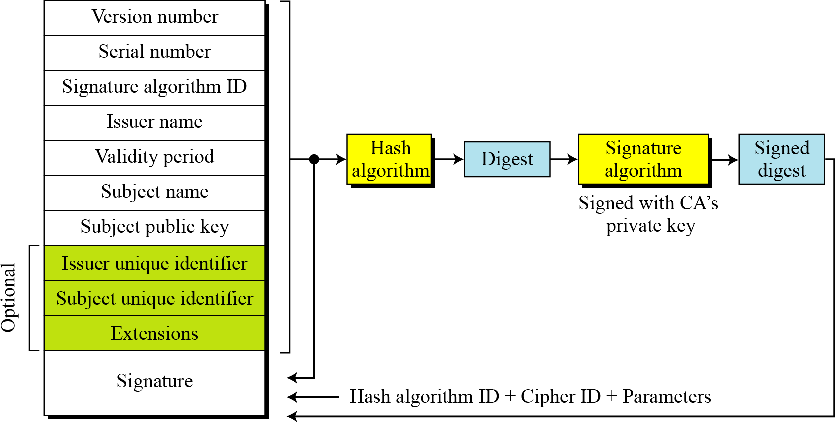 Version number
Serial number
Signature algorithm ID
Issuer name
Validity period
Subject name
Subject public key
Optional
Issuer unique identifier
Subject unique identifier
Extensions
Signature
Hash
algorithm
Digest
Signature
algorithm
Signed with CA's
private key
Signed
digest
Hash algorithm ID + Cipher ID + Parameters